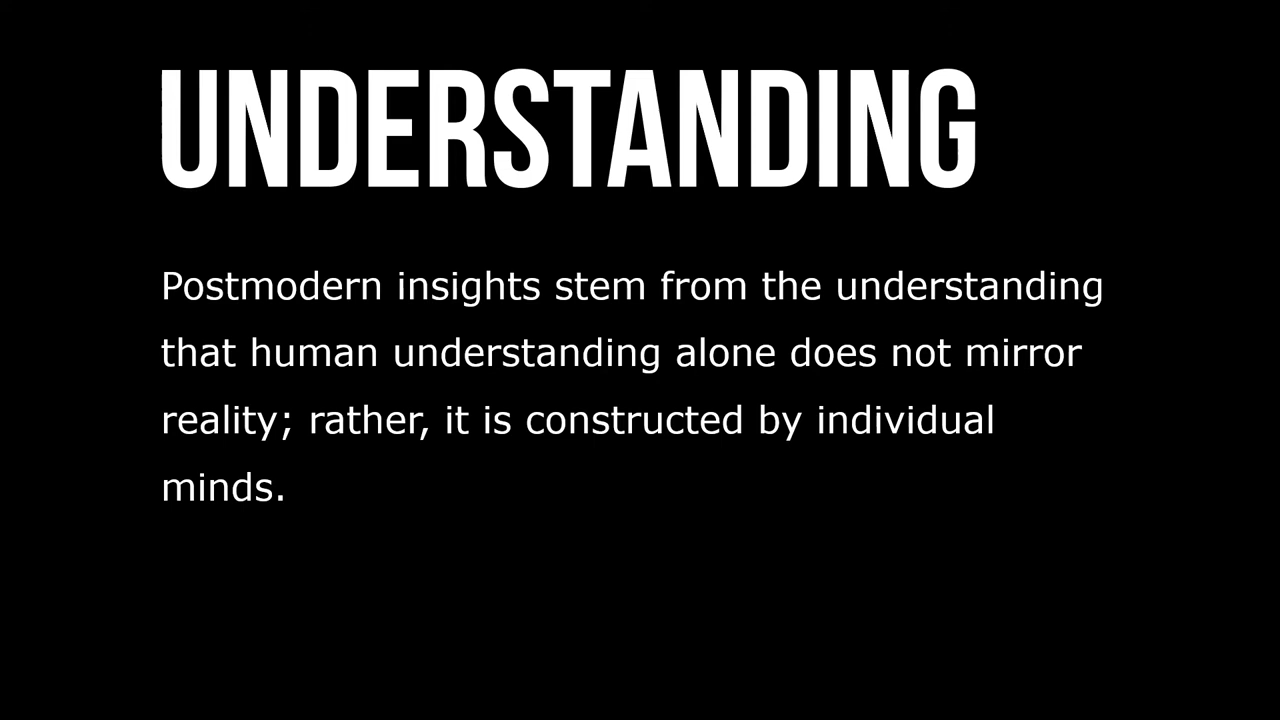 UNDERSTANDING
Postmodern insights stem from the understanding
that human understanding alone does not mirror
reality; rather, it is constructed by individual
minds.